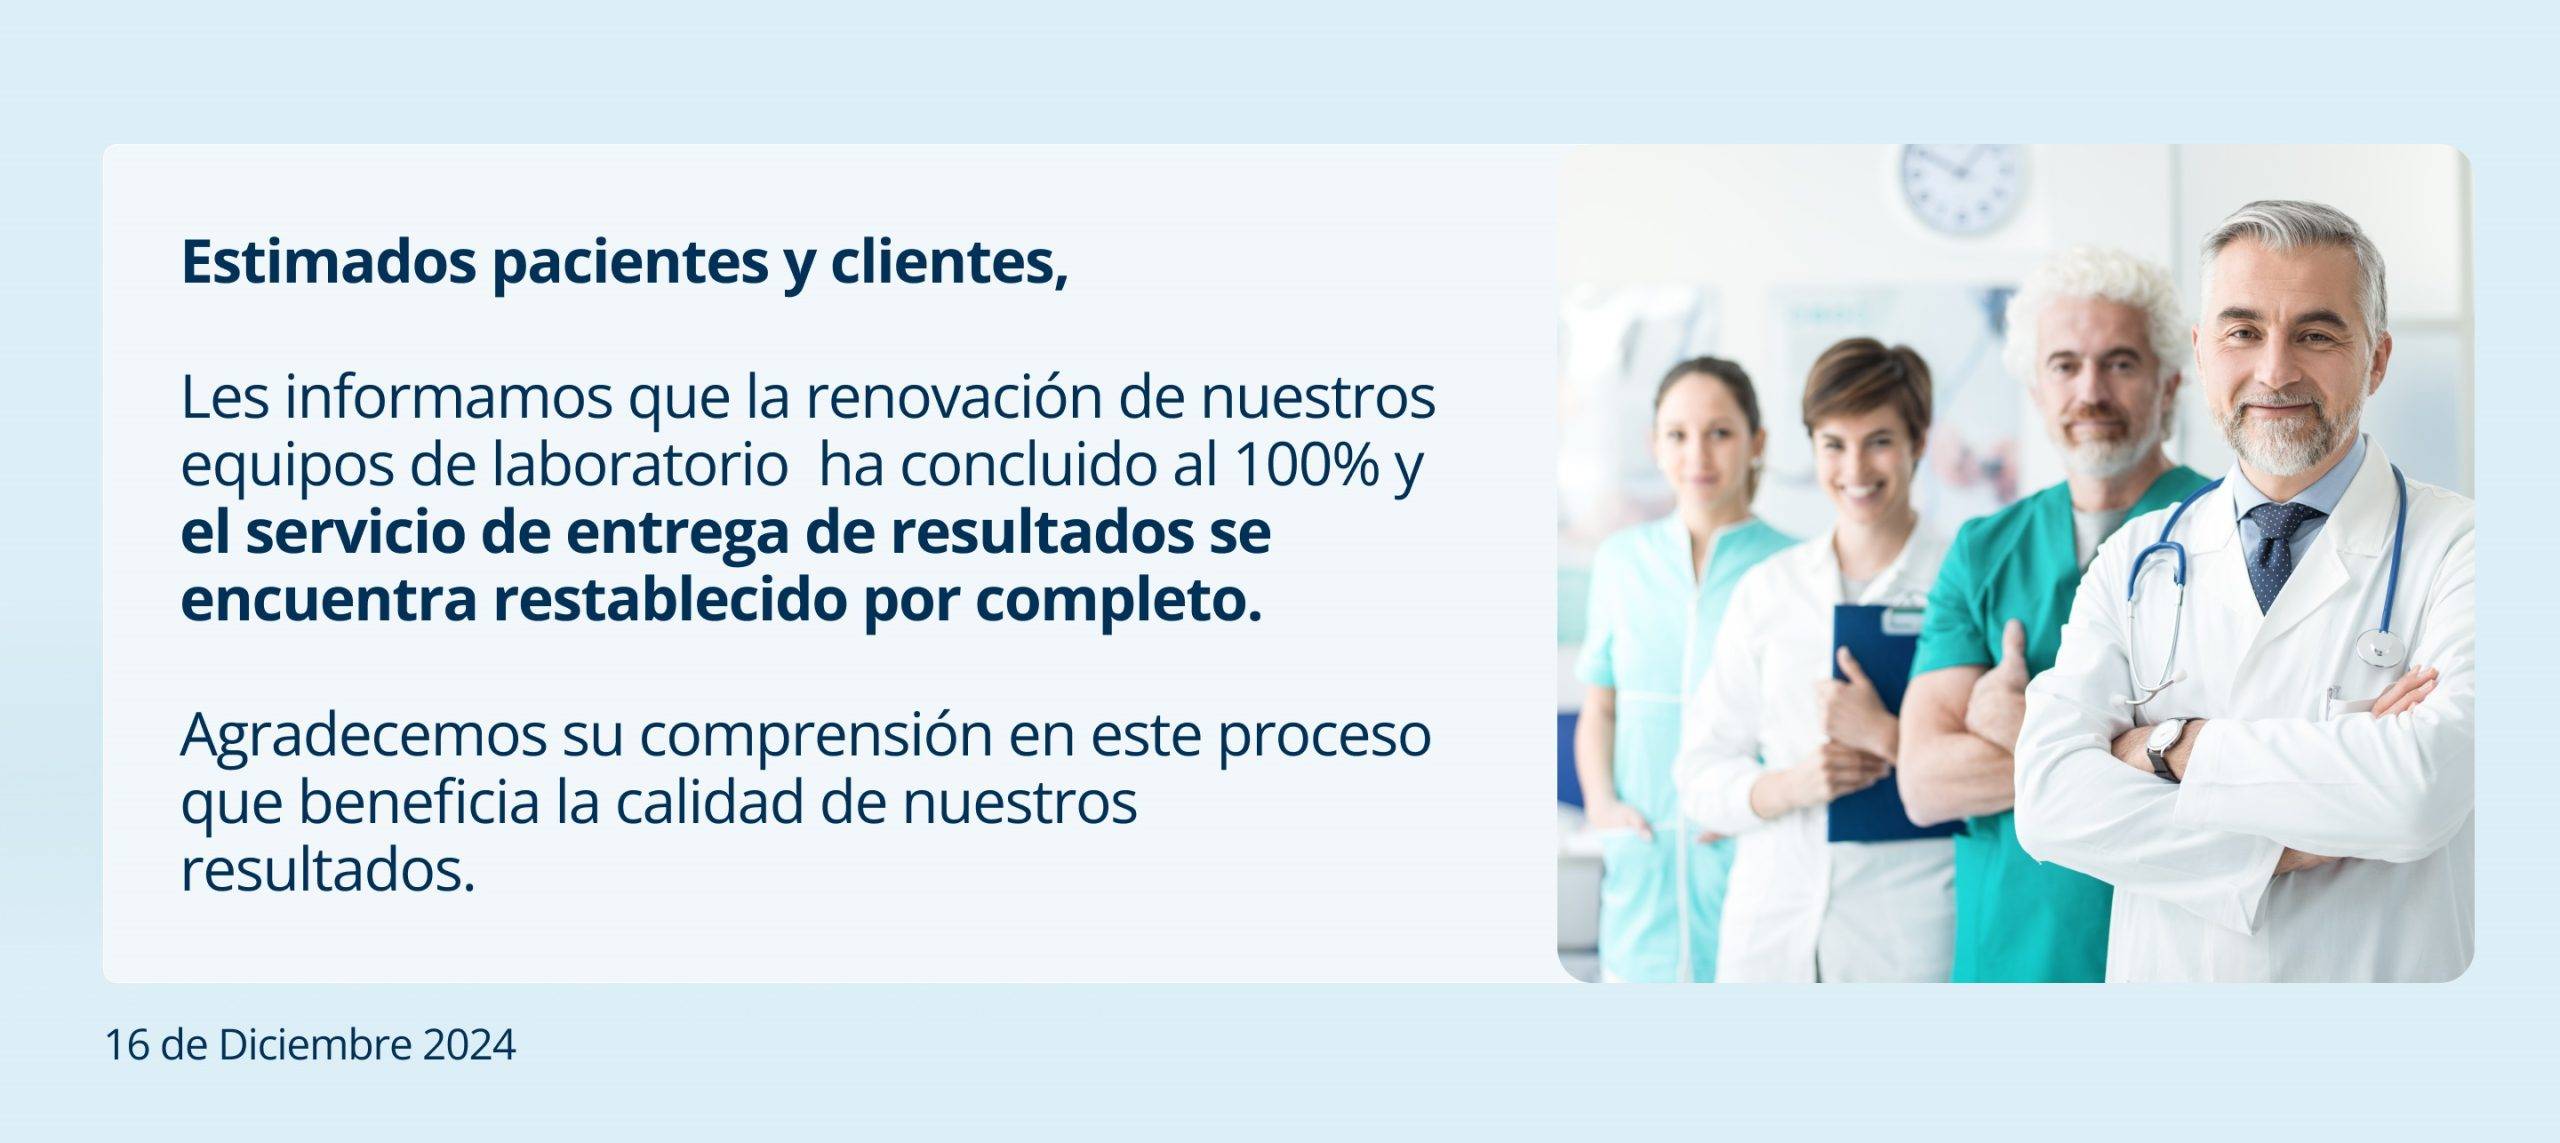 Estimados pacientes y clientes,
Les informamos que la renovación de nuestros
equipos de laboratorio  ha concluido al 100% y
el servicio de entrega de resultados se
encuentra restablecido por completo.
Agradecemos su comprensión en este proceso
que beneficia la calidad de nuestros
resultados.
16 de Diciembre 2024